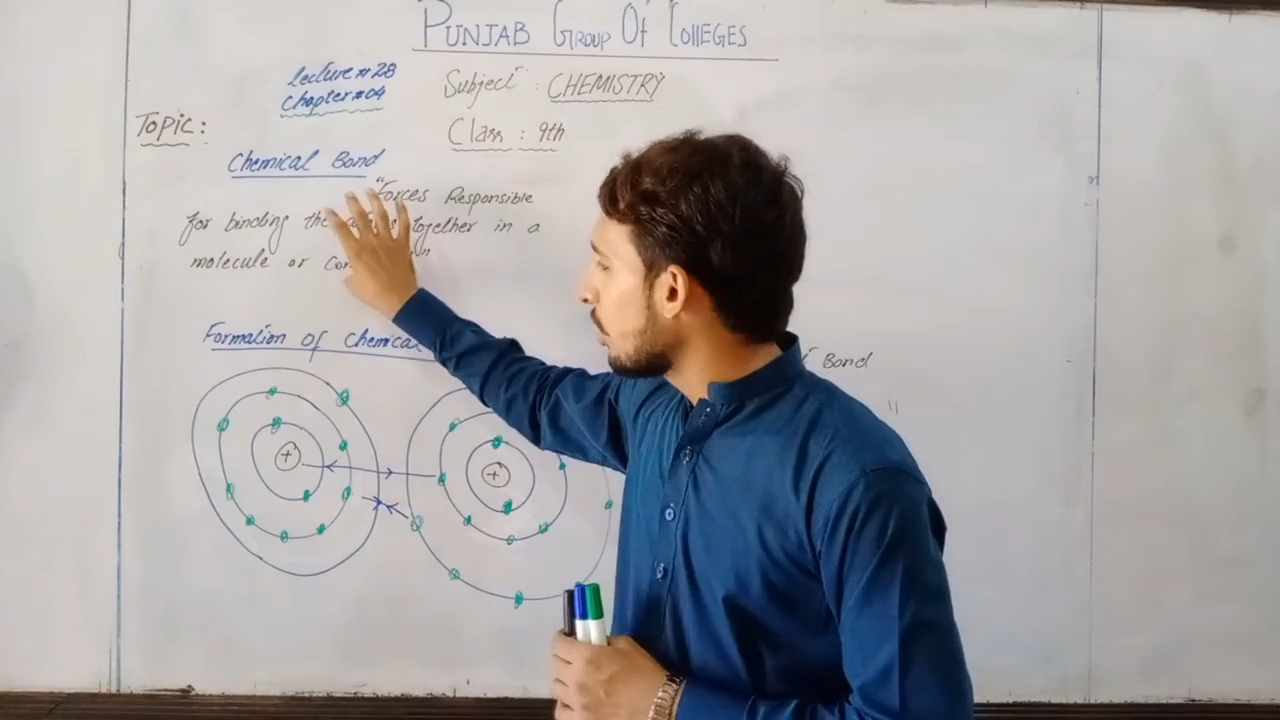 PUNJAB GROUP OF COLLEGES
Lecture # 28
Chapter # 04
Subject : CHEMISTRY
Class : 9th
Topic:
Chemical Bond
"Forces Responsible
for binding the together in a
molecule or "
Formation of Chemical
Bond
"
+
+